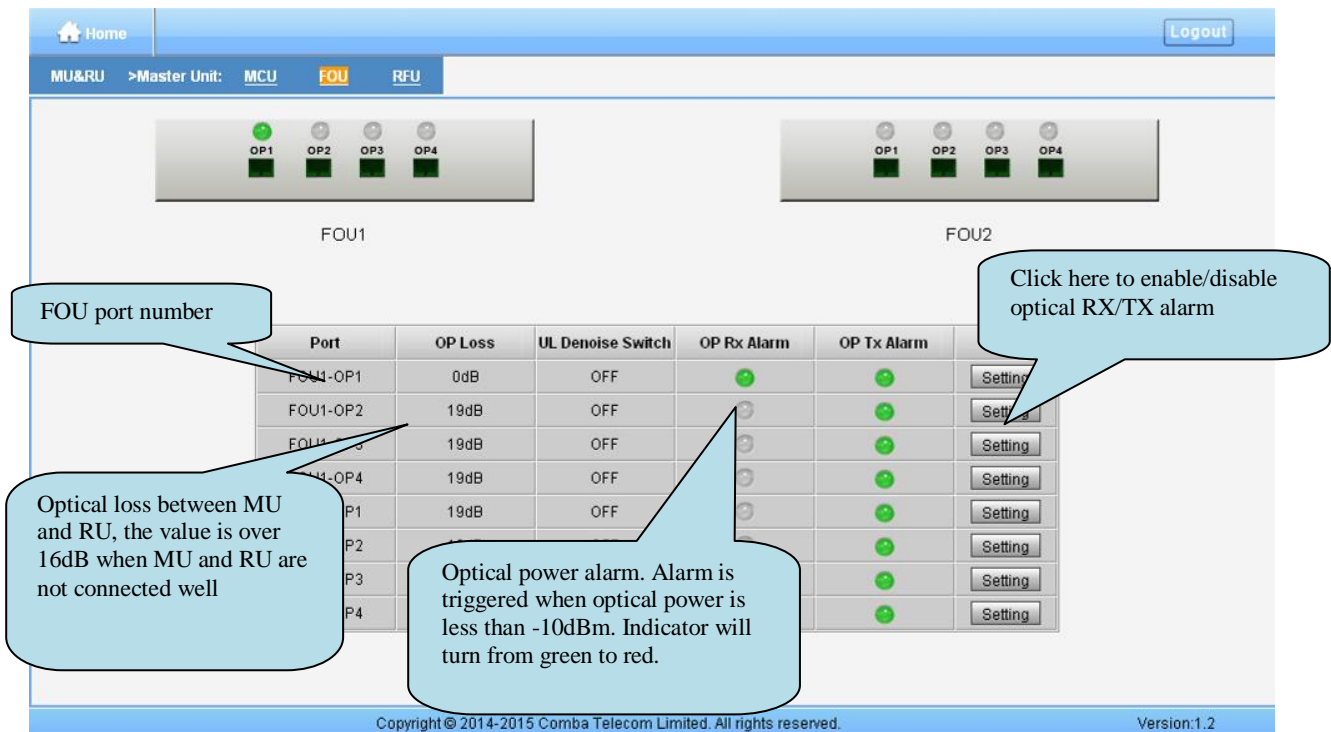 Home
Logout
MU&RU >Master Unit: MCU FOU RFU
OP1 OP2 OP3 OP4
OP1 OP2 OP3 OP4
FOU1
FOU2
Click here to enable/disable
optical RX/TX alarm
FOU port number
Port OP Loss UL Denoise Switch OP Rx Alarm OP Tx Alarm
FOU1-OP1 0dB OFF Setting
FOU1-OP2 19dB OFF Setting
19dB OFF Setting
-OP4 19dB OFF Setting
P1 19dB OFF Setting
P2 Setting
P3 Setting
P4 Setting
Optical loss between MU
and RU, the value is over
16dB when MU and RU are
not connected well
Optical power alarm. Alarm is
triggered when optical power is
less than -10dBm. Indicator will
turn from green to red.
Copyright © 2014-2015 Comba Telecom Limited. All rights reserved.
Version:1.2